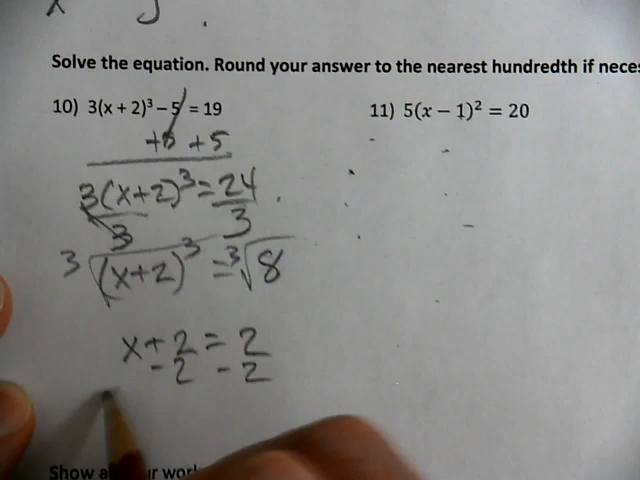 Solve the equation. Round your answer to the nearest hundredth if
10) 3(x + 2)³ – 5 = 19
11) 5(x − 1)² = 20
+5 +5
3(x+2)³ = 24
3 3
³√(x+2)³ = ³√8
x + 2 = 2
- 2 - 2
Show